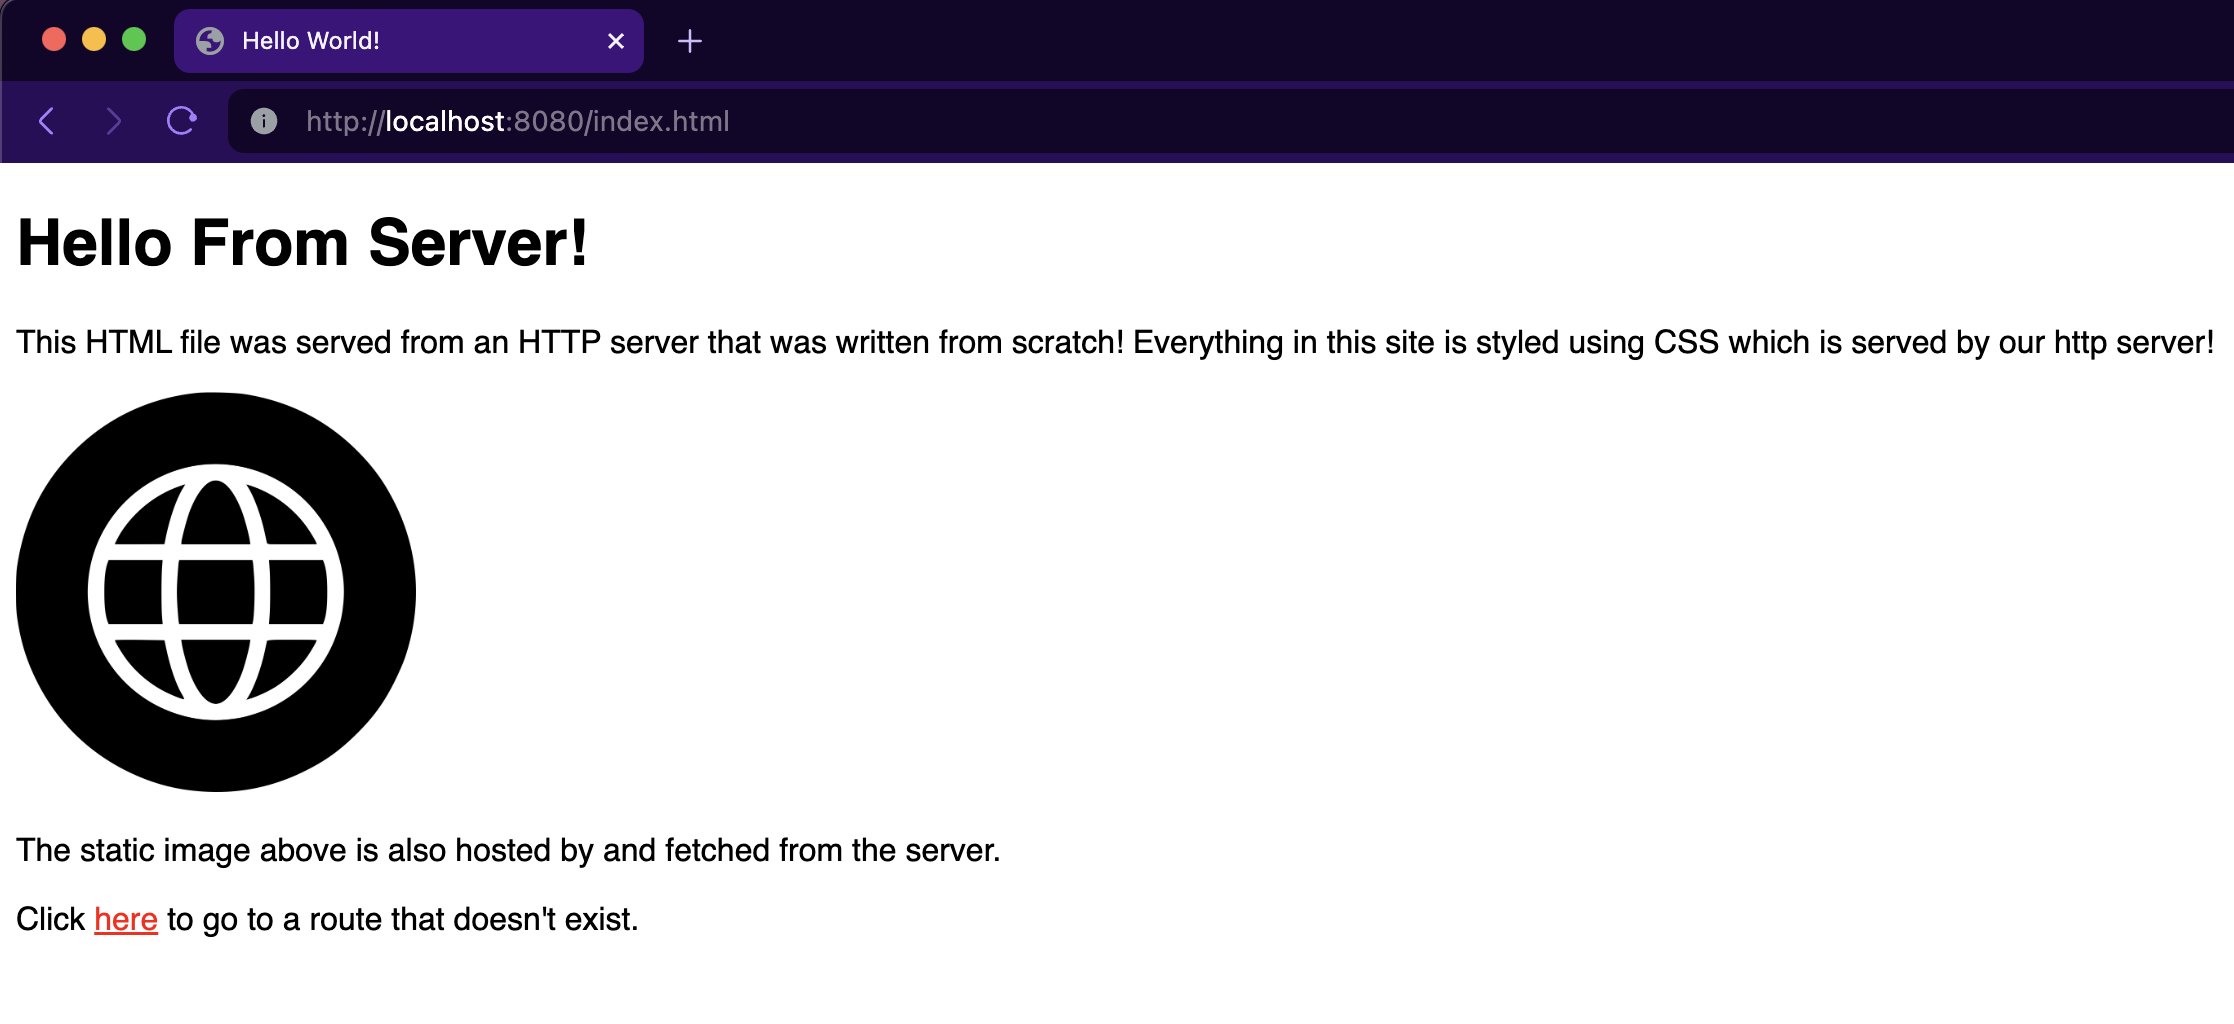 Hello World!
http://localhost:8080/index.html
Hello From Server!
This HTML file was served from an HTTP server that was written from scratch! Everything in this site is styled using CSS which is served by our http server!
The static image above is also hosted by and fetched from the server.
Click here to go to a route that doesn't exist.